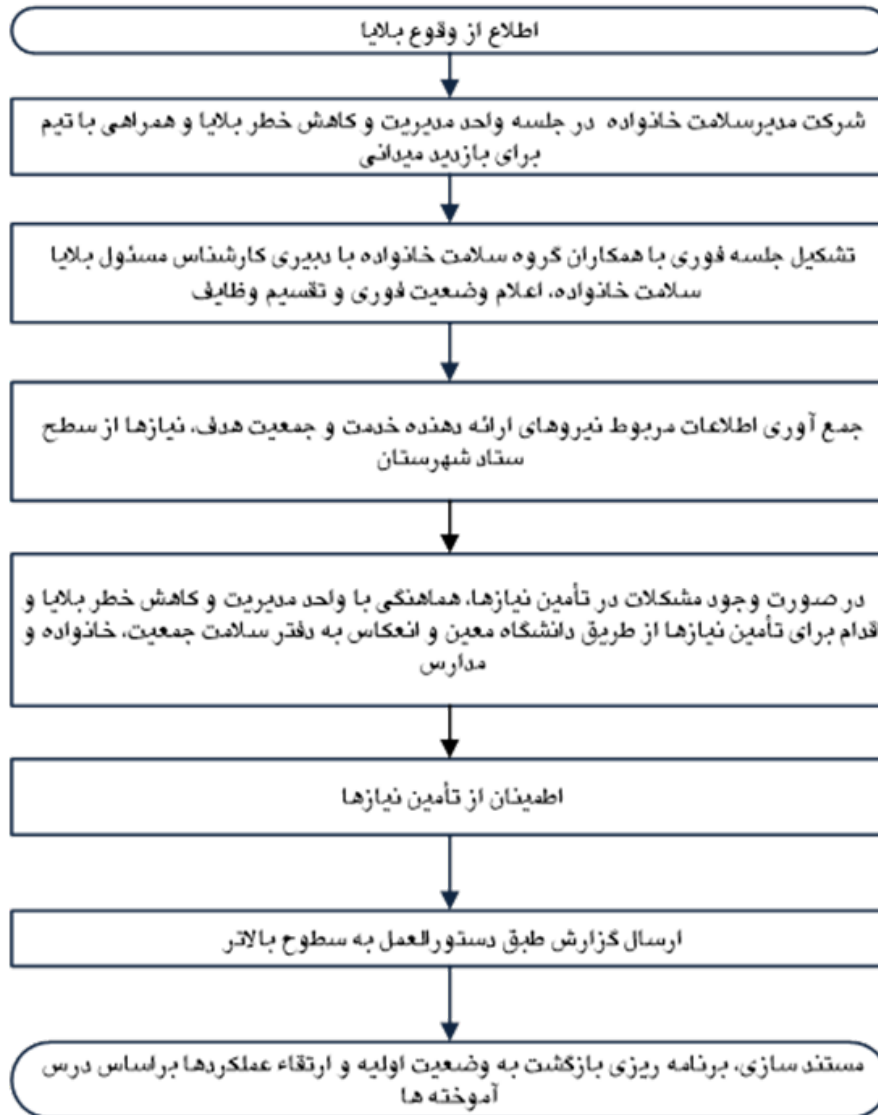 اطلاع از وقوع بلایا
شرکت مدیرسلامت خانواده در جلسه واحد مدیریت و کاهش خطر بلایا و همراهی با تیم
برای بازدید میدانی
تشکیل جلسه فوری با همکاران گروه سلامت خانواده با دبیری کارشناس مسئول بلایا
سلامت خانواده، اعلام وضعیت فوری و تقسیم وظایف
جمع آوری اطلاعات مربوط نیروهای ارائه دهنده خدمت و جمعیت هدف، نیازها از سطح
ستاد شهرستان
در صورت وجود مشکلات در تأمین نیازها، هماهنگی با واحد مدیریت و کاهش خطر بلایا و
اقدام برای تأمین نیازها از طریق دانشگاه معین و انعکاس به دفتر سلامت جمعیت، خانواده و
مدارس
اطمینان از تأمین نیازها
ارسال گزارش طبق دستورالعمل به سطوح بالاتر
مستند سازی، برنامه ریزی بازگشت به وضعیت اولیه و ارتقاء عملکردها براساس درس
آموخته ها